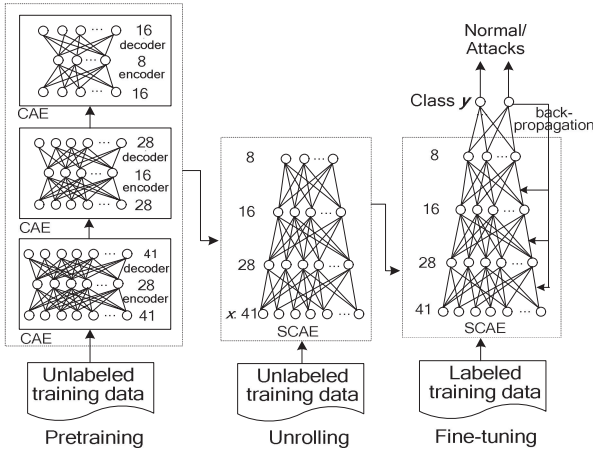 16
decoder
8
encoder
16
CAE
28
decoder
16
encoder
28
CAE
41
decoder
28
encoder
41
CAE
Unlabeled
training data
Pretraining
8
16
28
x 41
SCAE
Unlabeled
training data
Unrolling
Normal/
Attacks
Class y
back-
propagation
8
16
28
41
SCAE
Labeled
training data
Fine-tuning